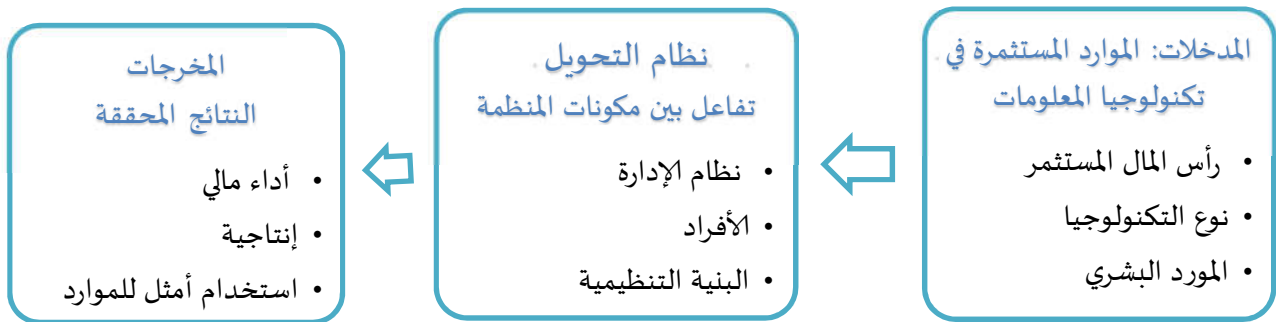 المدخلات: الموارد المستثمرة في
تكنولوجيا المعلومات
• رأس المال المستثمر
• نوع التكنولوجيا
• المورد البشري
نظام التحويل
تفاعل بين مكونات المنظمة
• نظام الإدارة
• الأفراد
• البنية التنظيمية
المخرجات
النتائج المحققة
• أداء مالي
• إنتاجية
• استخدام أمثل للموارد